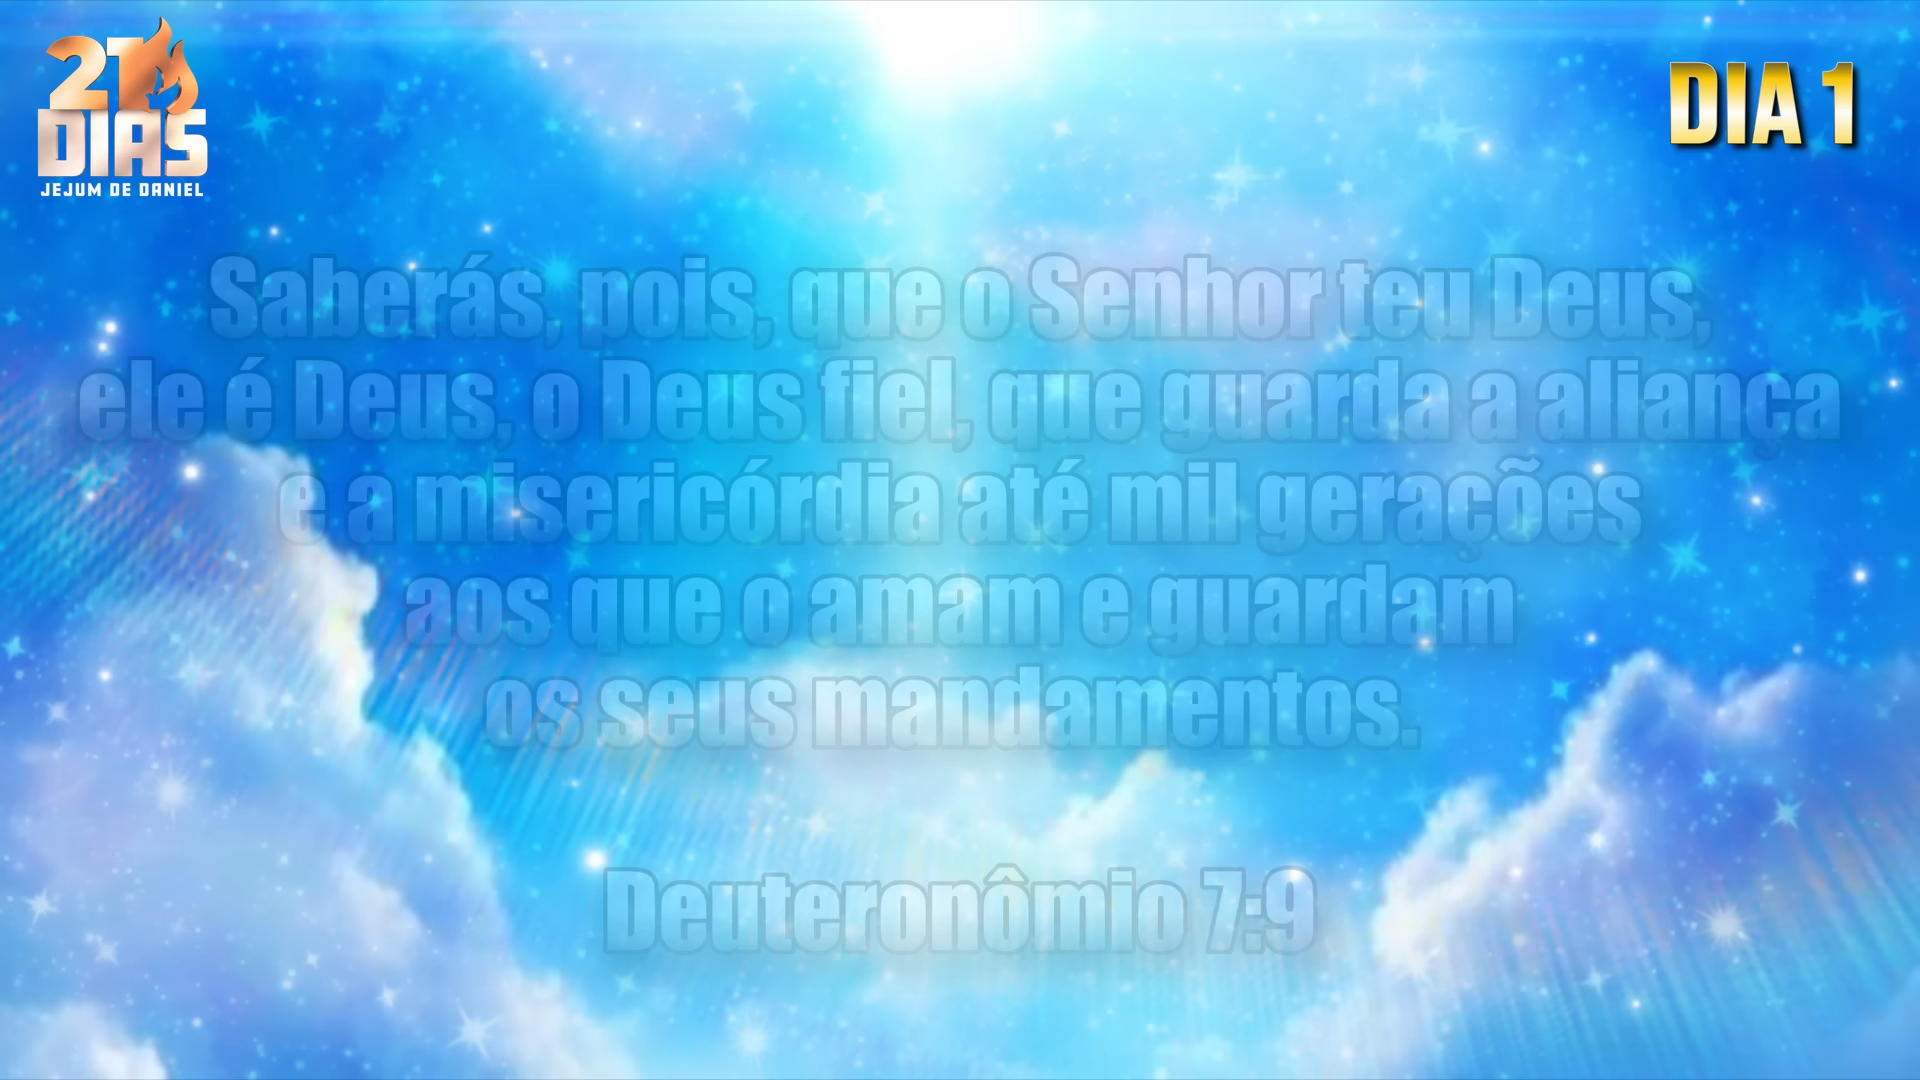 21
DIAS
JEJUM DE DANIEL
DIA 1
Saberás, pois, que o Senhor teu Deus,
ele é Deus, o Deus fiel, que guarda a aliança
e a misericórdia até mil gerações
aos que o amam e guardam
os seus mandamentos.
Deuteronômio 7:9